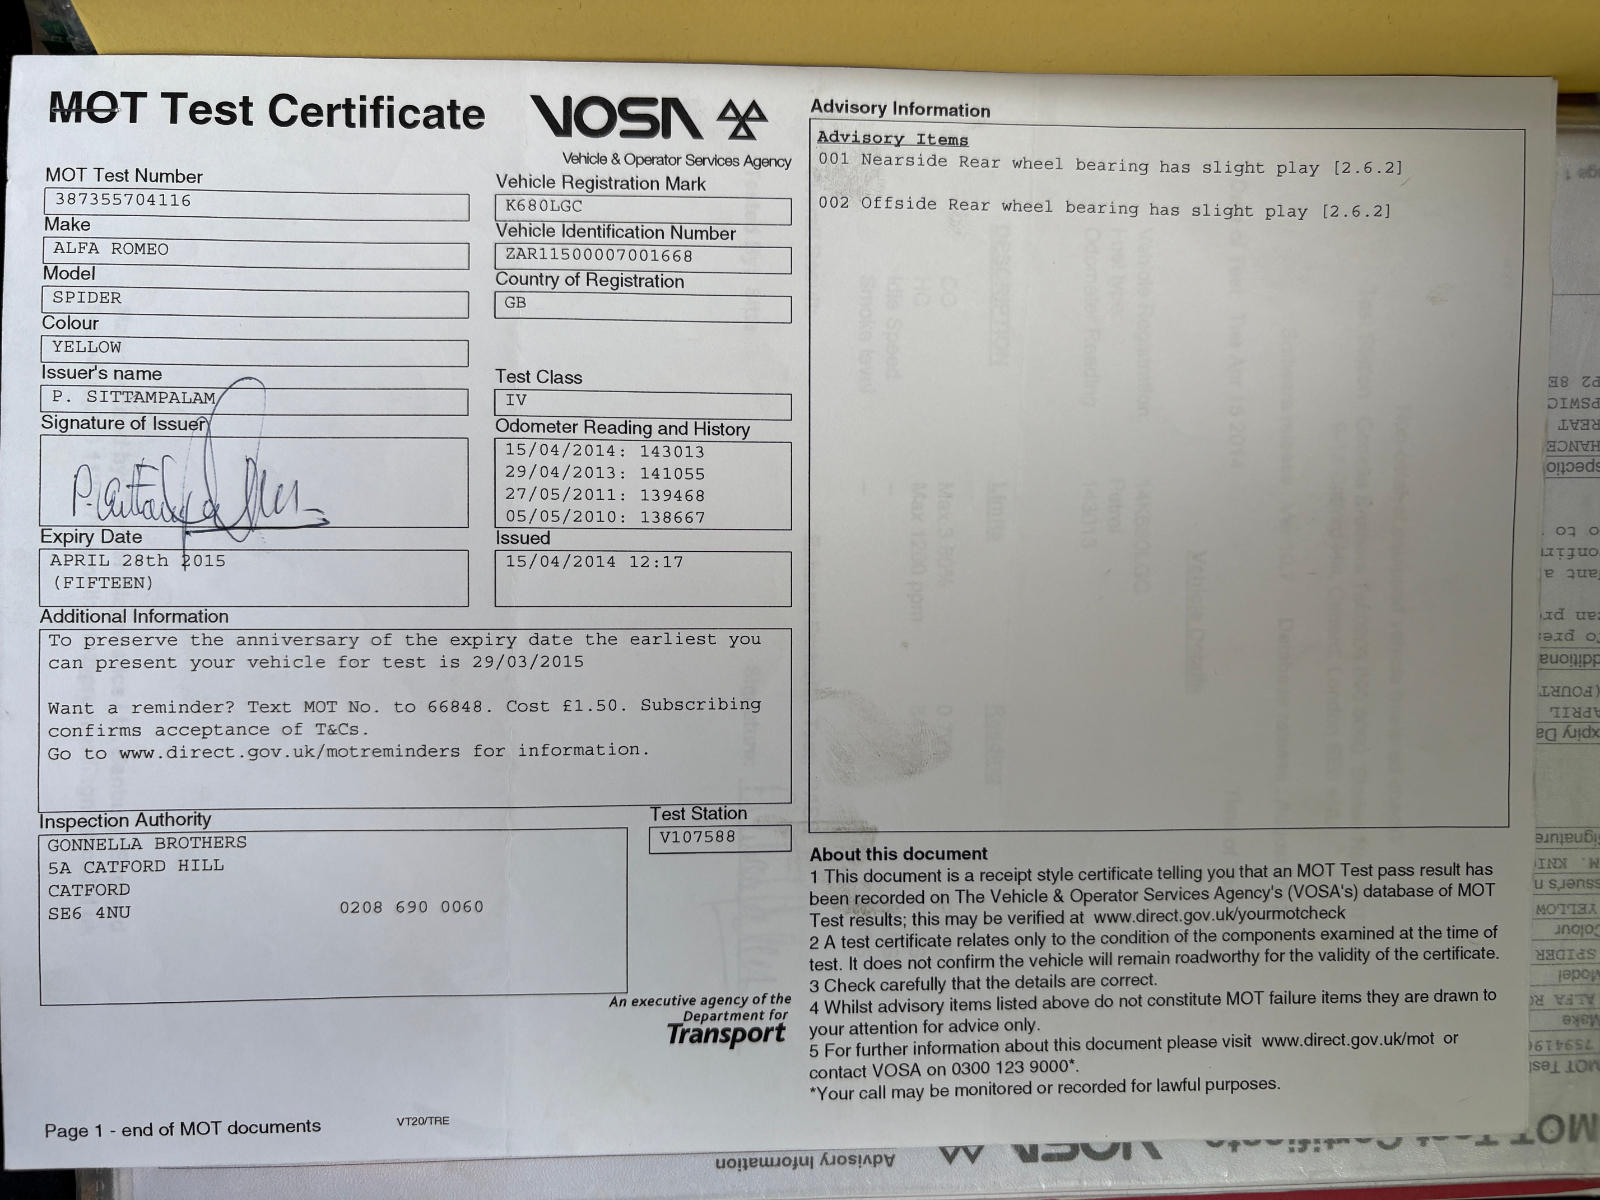 MOT Test Certificate
VOSA
Vehicle & Operator Services Agency
MOT Test Number
387355704116
Make
ALFA ROMEO
Model
SPIDER
Colour
YELLOW
Issuer's name
P. SITTAMPALAM
Signature of Issuer
Expiry Date
APRIL 28th 2015
(FIFTEEN)
Vehicle Registration Mark
K680LGC
Vehicle Identification Number
ZAR11500007001668
Country of Registration
GB
Test Class
IV
Odometer Reading and History
15/04/2014: 143013
29/04/2013: 141055
27/05/2011: 139468
05/05/2010: 138667
Issued
15/04/2014 12:17
Additional Information
To preserve the anniversary of the expiry date the earliest you
can present your vehicle for test is 29/03/2015
Want a reminder? Text MOT No. to 66848. Cost £1.50. Subscribing
confirms acceptance of T&Cs.
Go to www.direct.gov.uk/motreminders for information.
Inspection Authority
GONNELLA BROTHERS
5A CATFORD HILL
CATFORD
SE6 4NU
0208 690 0060
Test Station
V107588
An executive agency of the
Department for
Transport
Page 1 - end of MOT documents
VT20/TRE
Advisory Information
Advisory Items
001 Nearside Rear wheel bearing has slight play [2.6.2]
002 Offside Rear wheel bearing has slight play [2.6.2]
About this document
1 This document is a receipt style certificate telling you that an MOT Test pass result has
been recorded on The Vehicle & Operator Services Agency's (VOSA's) database of MOT
Test results; this may be verified at www.direct.gov.uk/yourmotcheck
2 A test certificate relates only to the condition of the components examined at the time of
test. It does not confirm the vehicle will remain roadworthy for the validity of the certificate.
3 Check carefully that the details are correct.
4 Whilst advisory items listed above do not constitute MOT failure items they are drawn to
your attention for advice only.
5 For further information about this document please visit www.direct.gov.uk/mot or
contact VOSA on 0300 123 9000*.
*Your call may be monitored or recorded for lawful purposes.
Advisory Information
VOSA
MOT Test Certificate